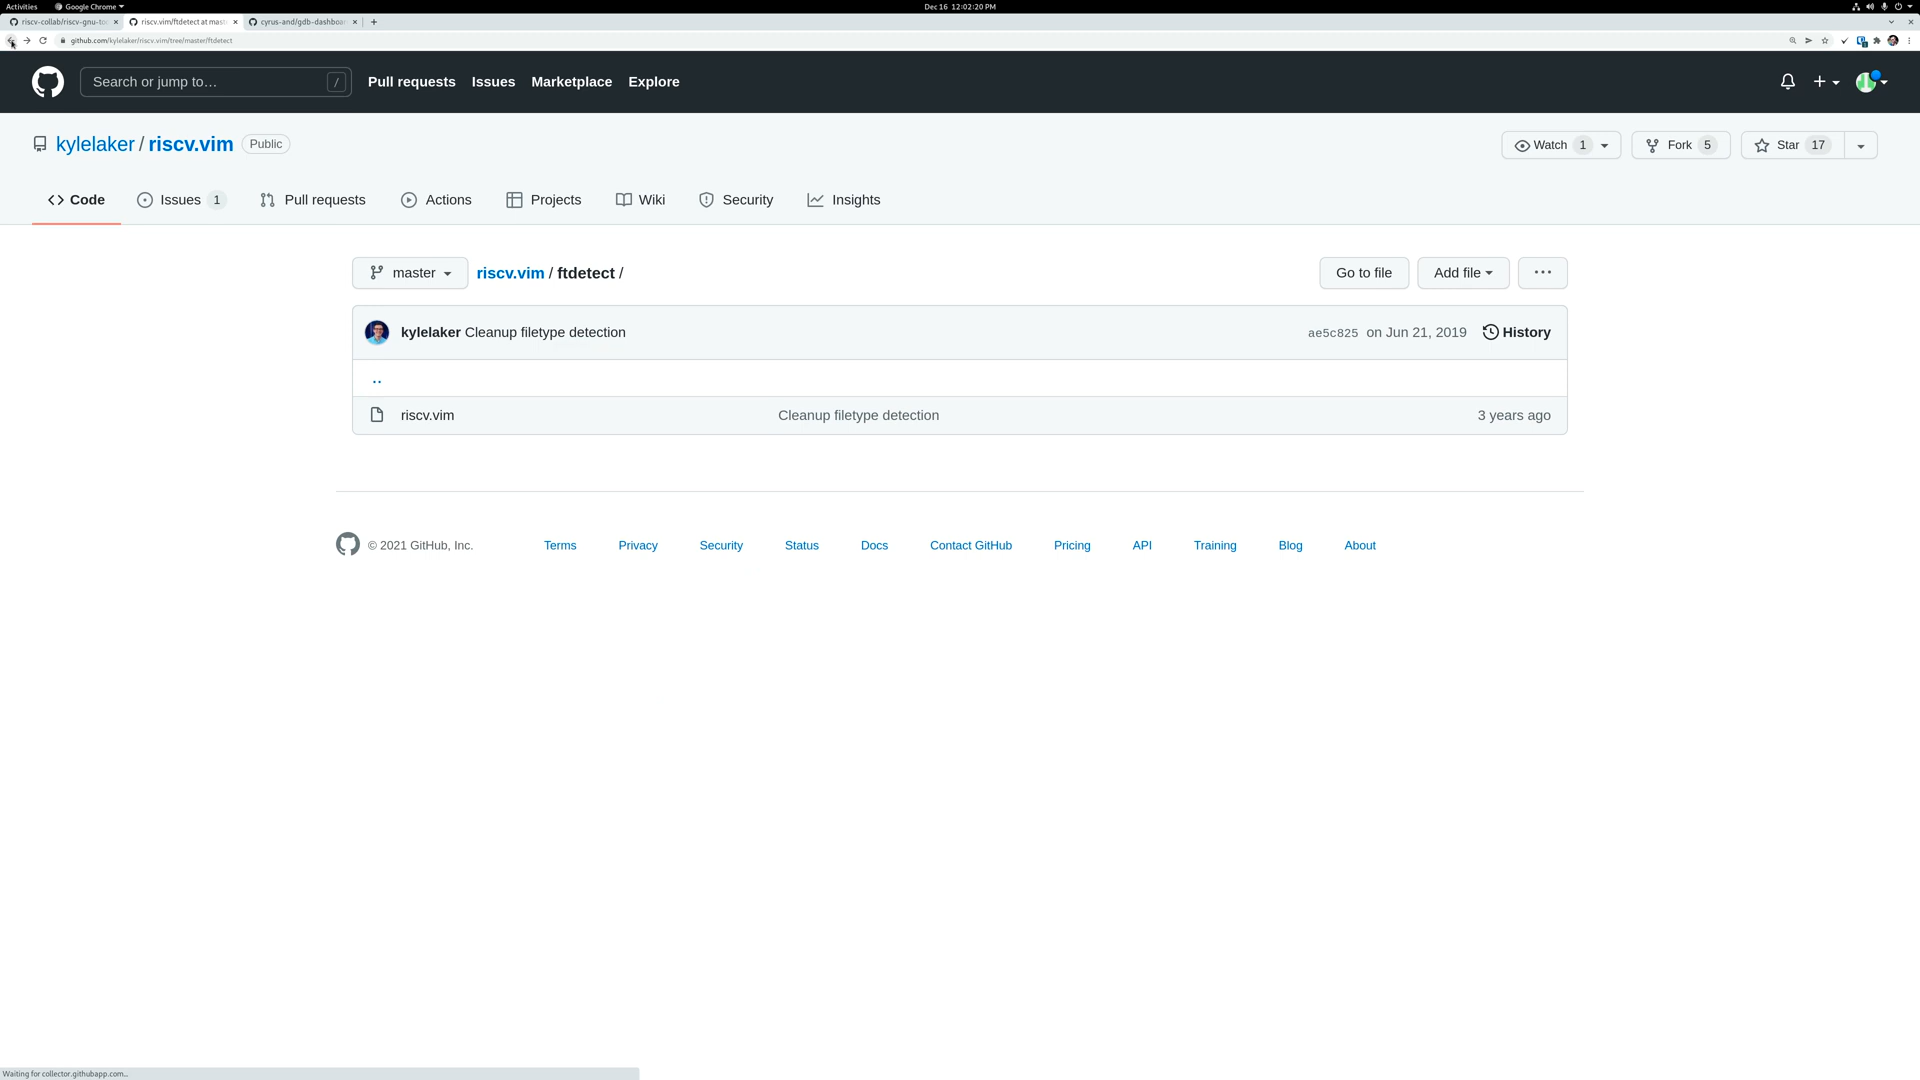 Activities Google Chrome Dec 16 12:02:20 PM
riscv-collab/riscv-gnu-to riscv.vim/ftdetect at mast cyrus-and/gdb-dashboa
github.com/kylelaker/riscv.vim/tree/master/ftdetect
Search or jump to… / Pull requests Issues Marketplace Explore
kylelaker / riscv.vim Public Watch 1 Fork 5 Star 17
Code Issues 1 Pull requests Actions Projects Wiki Security Insights
master riscv.vim / ftdetect / Go to file Add file ···
kylelaker Cleanup filetype detection ae5c825 on Jun 21, 2019 History
..
riscv.vim Cleanup filetype detection 3 years ago
© 2021 GitHub, Inc. Terms Privacy Security Status Docs Contact GitHub Pricing API Training Blog About
Waiting for collector.githubapp.com...